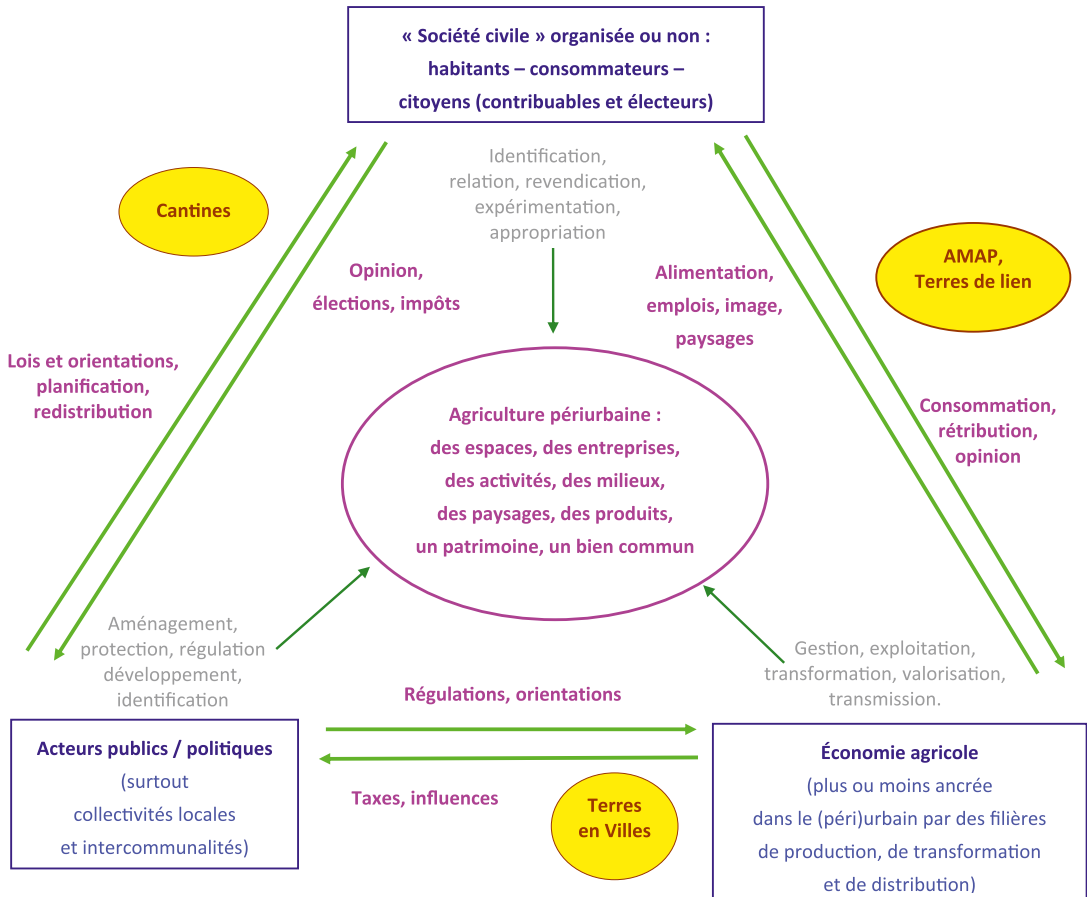 « Société civile » organisée ou non :
habitants – consommateurs –
citoyens (contribuables et électeurs)
Identification,
relation, revendication,
expérimentation,
appropriation
Cantines
AMAP,
Terres de lien
Opinion,
élections, impôts
Alimentation,
emplois, image,
paysages
Lois et orientations,
planification,
redistribution
Consommation,
rétribution,
opinion
Agriculture périurbaine :
des espaces, des entreprises,
des activités, des milieux,
des paysages, des produits,
un patrimoine, un bien commun
Aménagement,
protection, régulation
développement,
identification
Gestion, exploitation,
transformation, valorisation,
transmission.
Régulations, orientations
Acteurs publics / politiques
(surtout
collectivités locales
et intercommunalités)
Taxes, influences
Terres
en Villes
Économie agricole
(plus ou moins ancrée
dans le (péri)urbain par des filières
de production, de transformation
et de distribution)